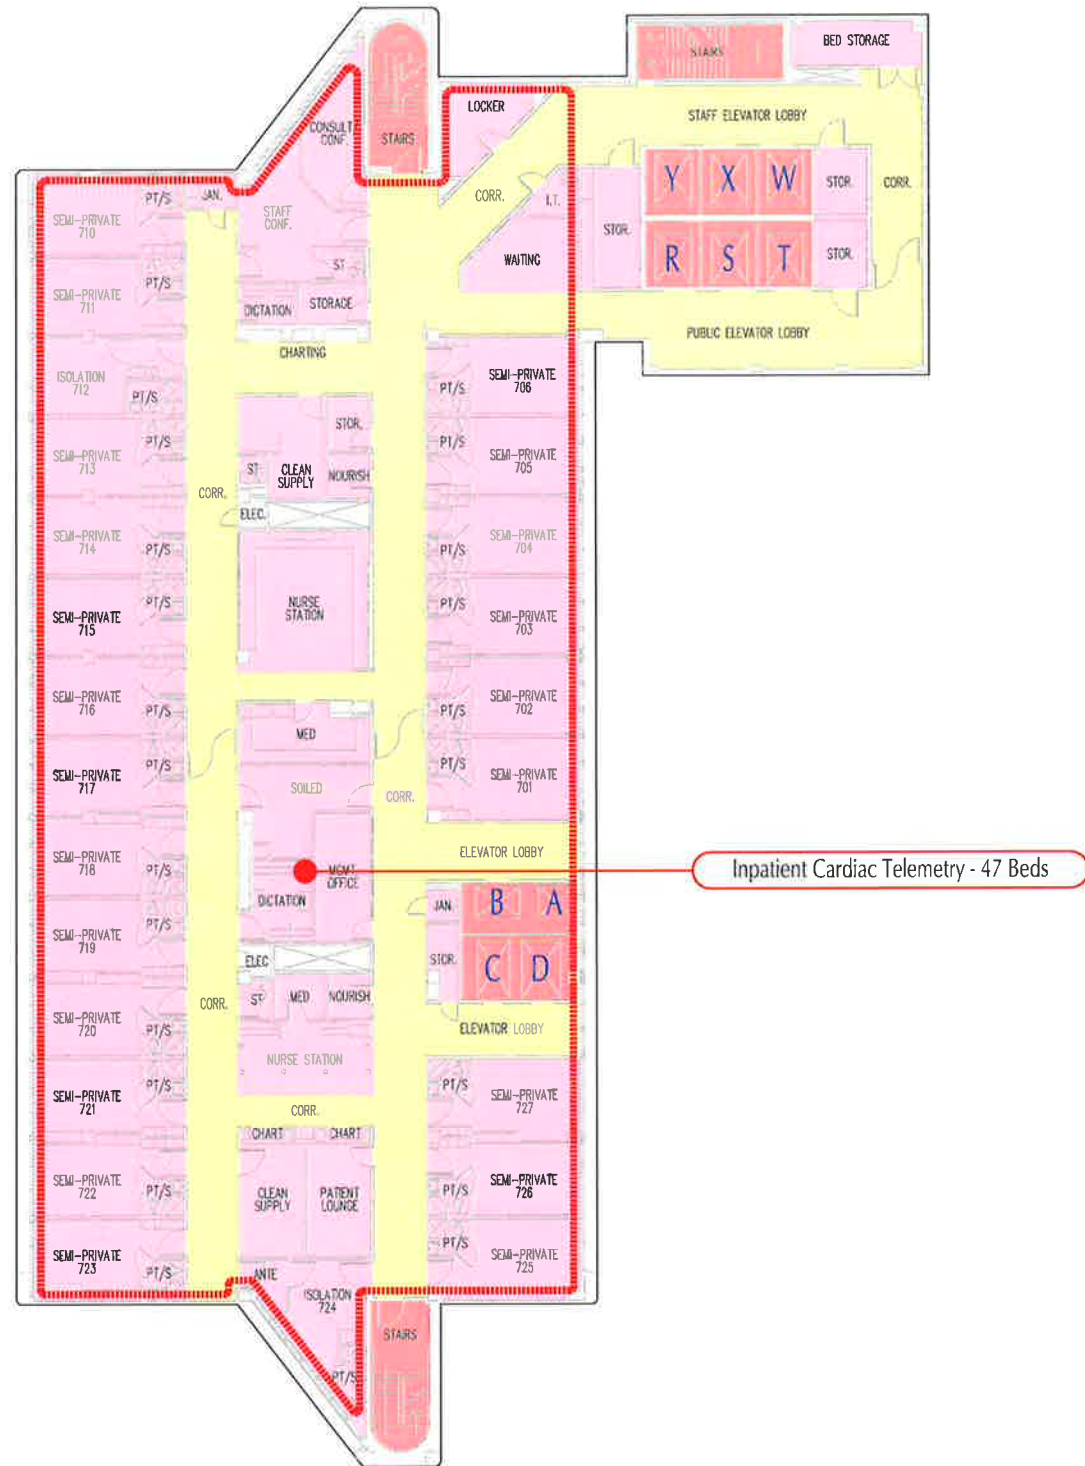 STAIRS
BED STORAGE
LOCKER
CONSULT
CONF.
STAIRS
STAFF ELEVATOR LOBBY
PT/S
JAN.
CORR.
I.T.
Y
X
W
STOR.
CORR.
SEMI-PRIVATE
710
STAFF
CONF.
STOR.
WAITING
R
S
T
STOR.
ST
SEMI-PRIVATE
711
PT/S
DICTATION
STORAGE
PUBLIC ELEVATOR LOBBY
CHARTING
ISOLATION
712
PT/S
PT/S
SEMI-PRIVATE
706
SEMI-PRIVATE
713
PT/S
STOR.
PT/S
SEMI-PRIVATE
705
ST
CLEAN
SUPPLY
NOURISH
CORR.
ELEC.
SEMI-PRIVATE
714
PT/S
PT/S
SEMI-PRIVATE
704
SEMI-PRIVATE
715
PT/S
NURSE
STATION
PT/S
SEMI-PRIVATE
703
SEMI-PRIVATE
716
PT/S
PT/S
SEMI-PRIVATE
702
MED
SEMI-PRIVATE
717
PT/S
SOILED
CORR.
PT/S
SEMI-PRIVATE
701
SEMI-PRIVATE
718
PT/S
MGMT
OFFICE
ELEVATOR LOBBY
Inpatient Cardiac Telemetry - 47 Beds
DICTATION
JAN.
B
A
SEMI-PRIVATE
719
PT/S
ELEC
STOR.
C
D
CORR.
ST
MED
NOURISH
SEMI-PRIVATE
720
PT/S
ELEVATOR LOBBY
NURSE STATION
SEMI-PRIVATE
721
PT/S
PT/S
SEMI-PRIVATE
727
CORR.
CHART
CHART
SEMI-PRIVATE
722
PT/S
CLEAN
SUPPLY
PATIENT
LOUNGE
PT/S
SEMI-PRIVATE
726
SEMI-PRIVATE
723
PT/S
PT/S
SEMI-PRIVATE
725
ANTE
ISOLATION
724
STAIRS
PT/S